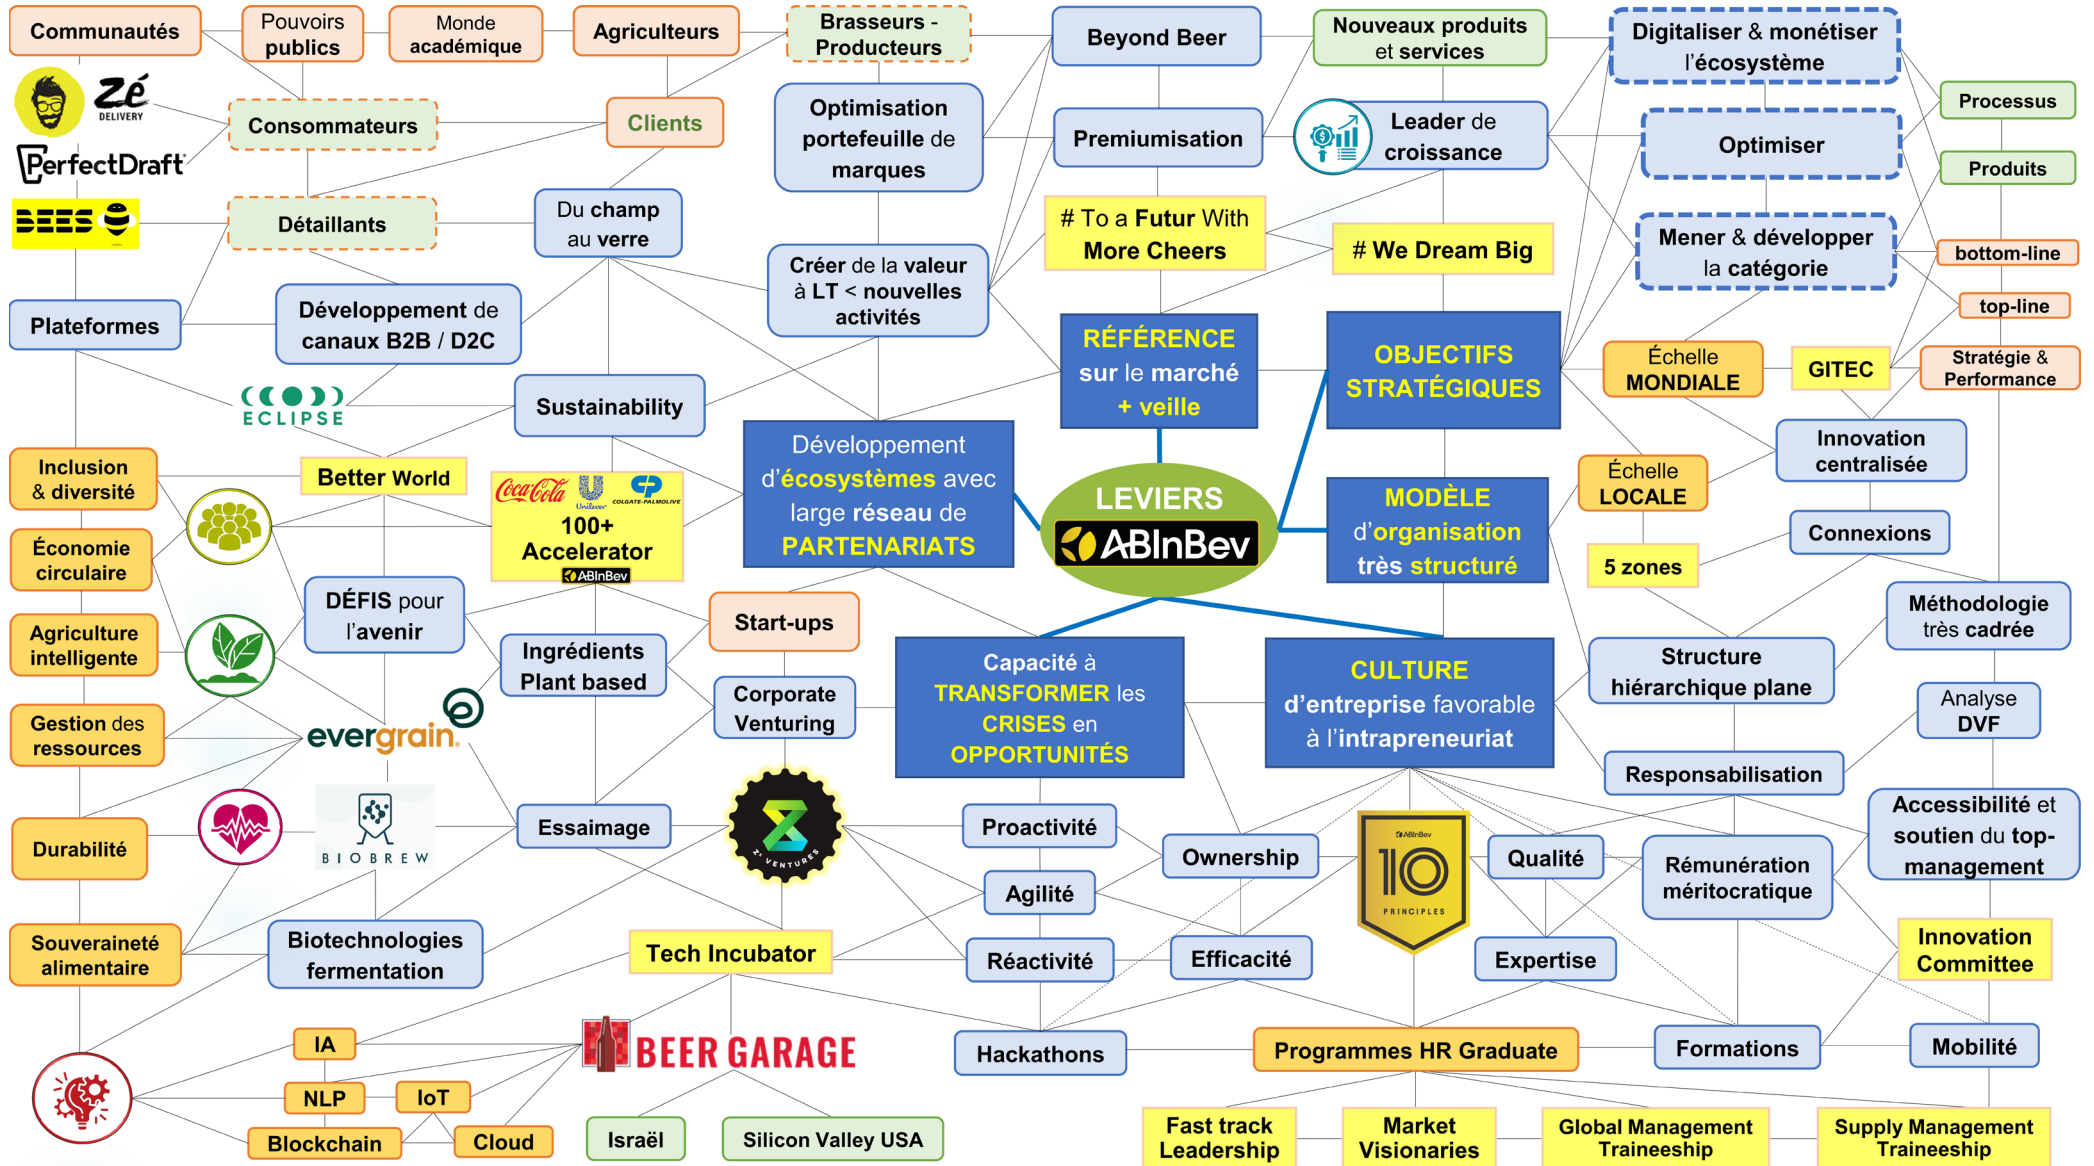 Communautés
Pouvoirs
publics
Monde
académique
Agriculteurs
Brasseurs -
Producteurs
Beyond Beer
Nouveaux produits
et services
Digitaliser & monétiser
l'écosystème
Zé
DELIVERY
Consommateurs
Clients
Optimisation
portefeuille de
marques
Premiumisation
Leader de
croissance
Optimiser
Processus
Produits
PerfectDraft
BEES
Détaillants
Du champ
au verre
# To a Futur With
More Cheers
# We Dream Big
Mener & développer
la catégorie
bottom-line
top-line
Créer de la valeur
à LT < nouvelles
activités
Plateformes
Développement de
canaux B2B / D2C
RÉFÉRENCE
sur le marché
+ veille
OBJECTIFS
STRATÉGIQUES
Échelle
MONDIALE
GITEC
Stratégie &
Performance
ECLIPSE
Sustainability
Innovation
centralisée
Inclusion
& diversité
Better World
Coca-Cola
Unilever
COLGATE-PALMOLIVE
100+
Accelerator
ABInBev
Développement
d'écosystèmes avec
large réseau de
PARTENARIATS
LEVIERS
ABInBev
MODÈLE
d'organisation
très structuré
Échelle
LOCALE
Connexions
5 zones
Économie
circulaire
DÉFIS pour
l'avenir
Start-ups
Méthodologie
très cadrée
Agriculture
intelligente
Ingrédients
Plant based
Capacité à
TRANSFORMER les
CRISES en
OPPORTUNITÉS
CULTURE
d'entreprise favorable
à l'intrapreneuriat
Structure
hiérarchique plane
Corporate
Venturing
Analyse
DVF
Gestion des
ressources
evergrain
Responsabilisation
BIOBREW
Essaimage
Z
ZX VENTURES
Proactivité
Ownership
ABInBev
10
PRINCIPLES
Qualité
Rémunération
méritocratique
Accessibilité et
soutien du top-
management
Durabilité
Agilité
Souveraineté
alimentaire
Biotechnologies
fermentation
Tech Incubator
Réactivité
Efficacité
Expertise
Innovation
Committee
IA
BEER GARAGE
Hackathons
Programmes HR Graduate
Formations
Mobilité
NLP
IoT
Blockchain
Cloud
Israël
Silicon Valley USA
Fast track
Leadership
Market
Visionaries
Global Management
Traineeship
Supply Management
Traineeship